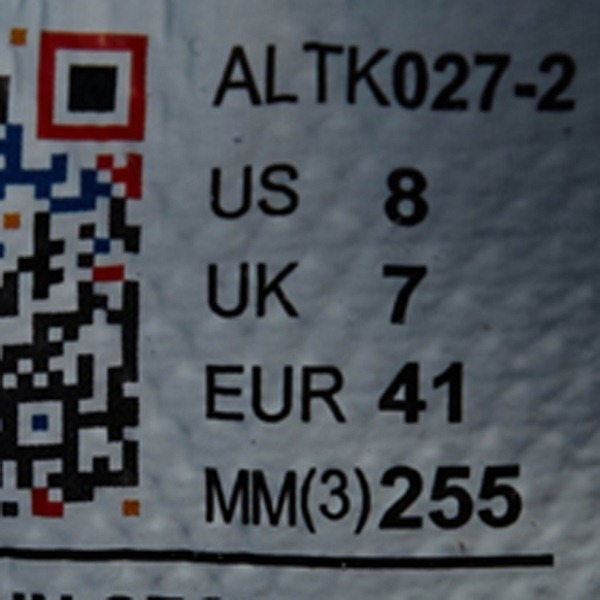 ALTK027-2
US 8
UK 7
EUR 41
MM(3)255